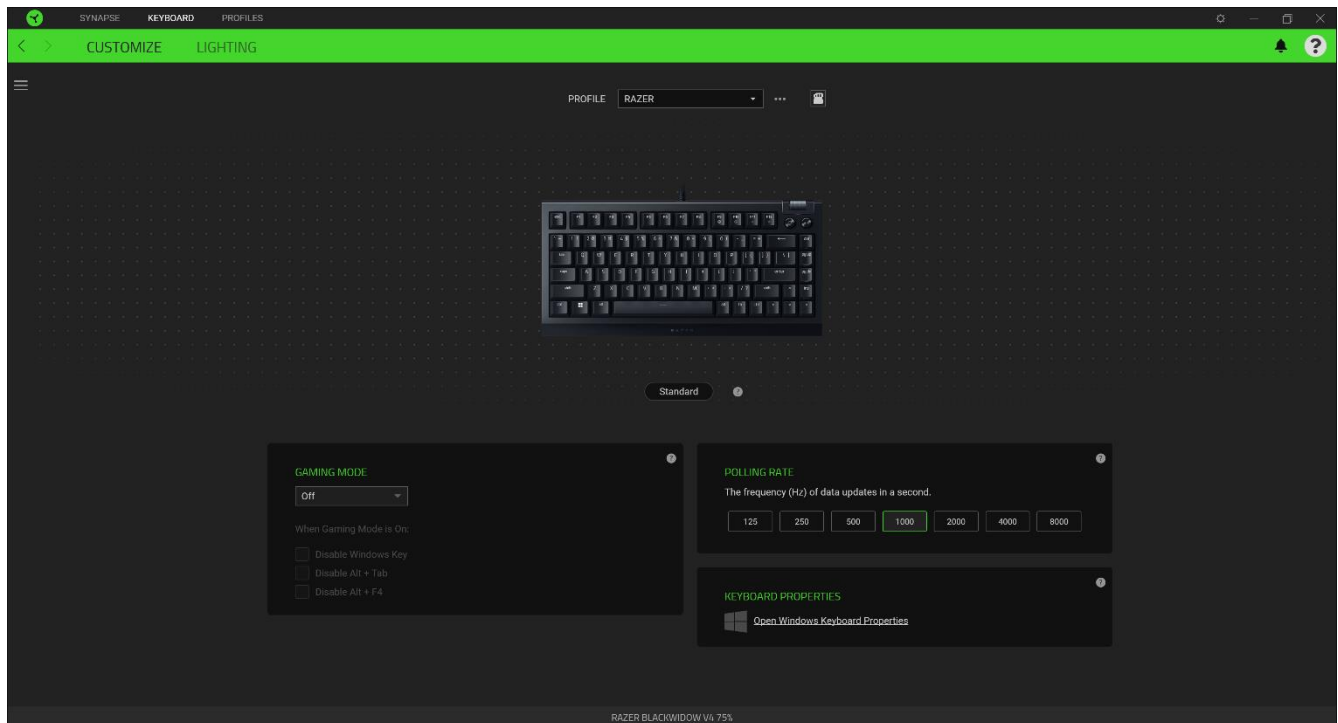 SYNAPSE KEYBOARD PROFILES
CUSTOMIZE LIGHTING
PROFILE RAZER
Standard
GAMING MODE
Off
When Gaming Mode is On:
Disable Windows Key
Disable Alt + Tab
Disable Alt + F4
POLLING RATE
The frequency (Hz) of data updates in a second.
125 250 500 1000 2000 4000 8000
KEYBOARD PROPERTIES
Open Windows Keyboard Properties
RAZER BLACKWIDOW V4 75%